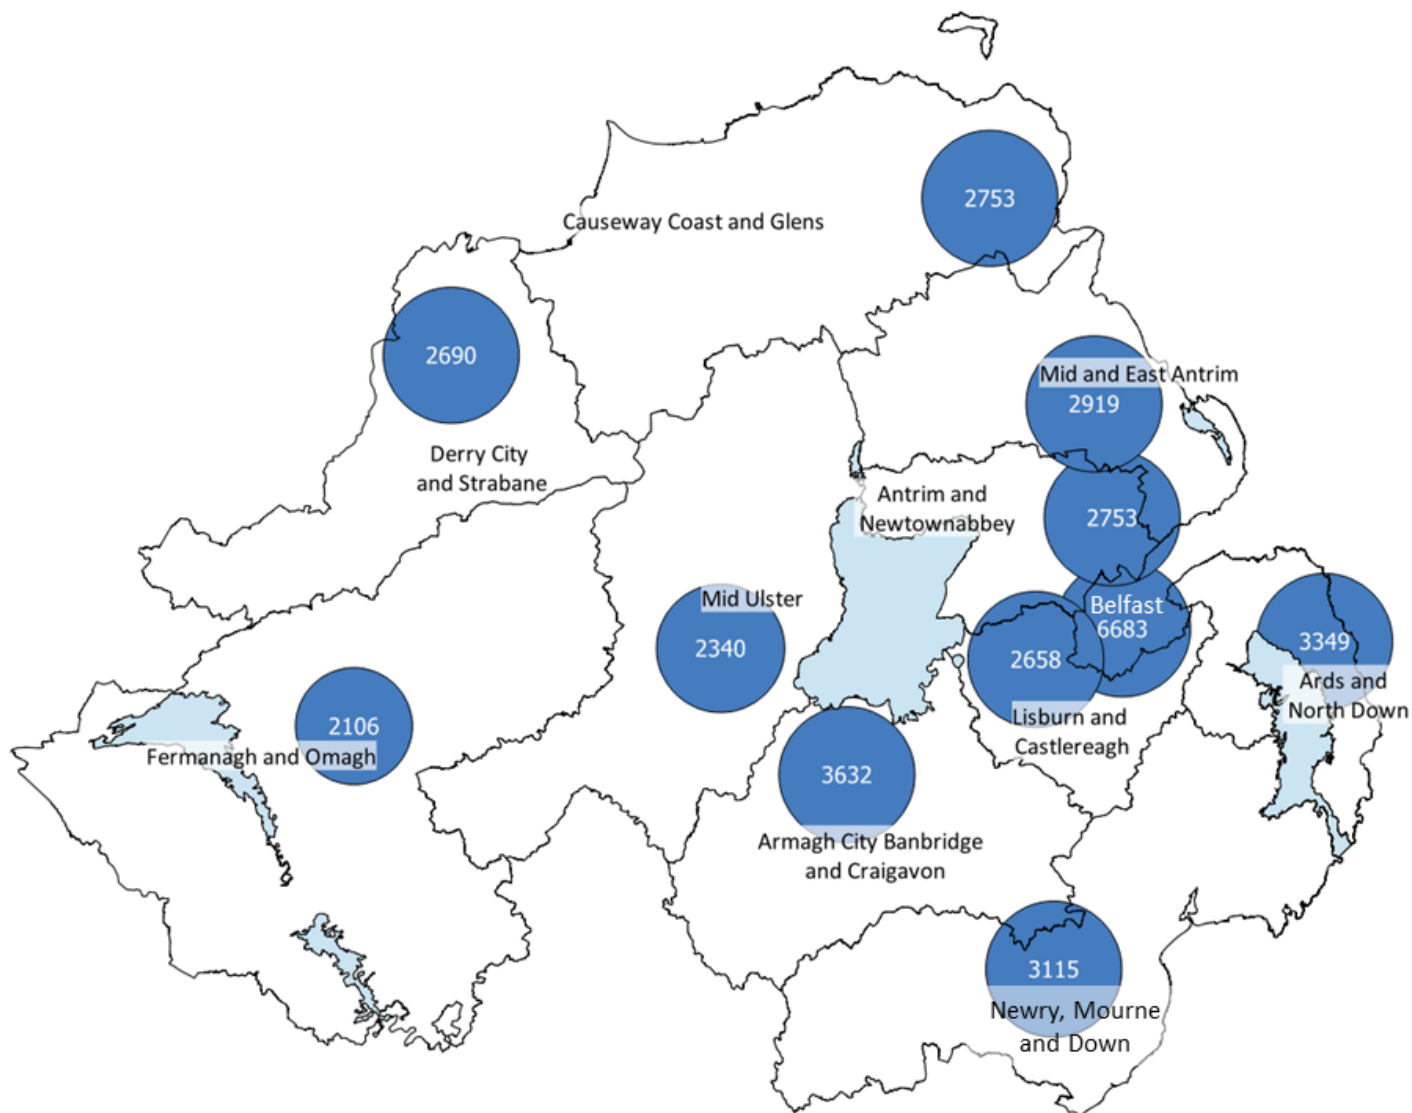 2753
Causeway Coast and Glens
2690
Derry City
and Strabane
Mid and East Antrim
2919
Antrim and
Newtownabbey
2753
Mid Ulster
2340
Belfast
6683
2658
Lisburn and
Castlereagh
3349
Ards and
North Down
2106
Fermanagh and Omagh
3632
Armagh City Banbridge
and Craigavon
3115
Newry, Mourne
and Down